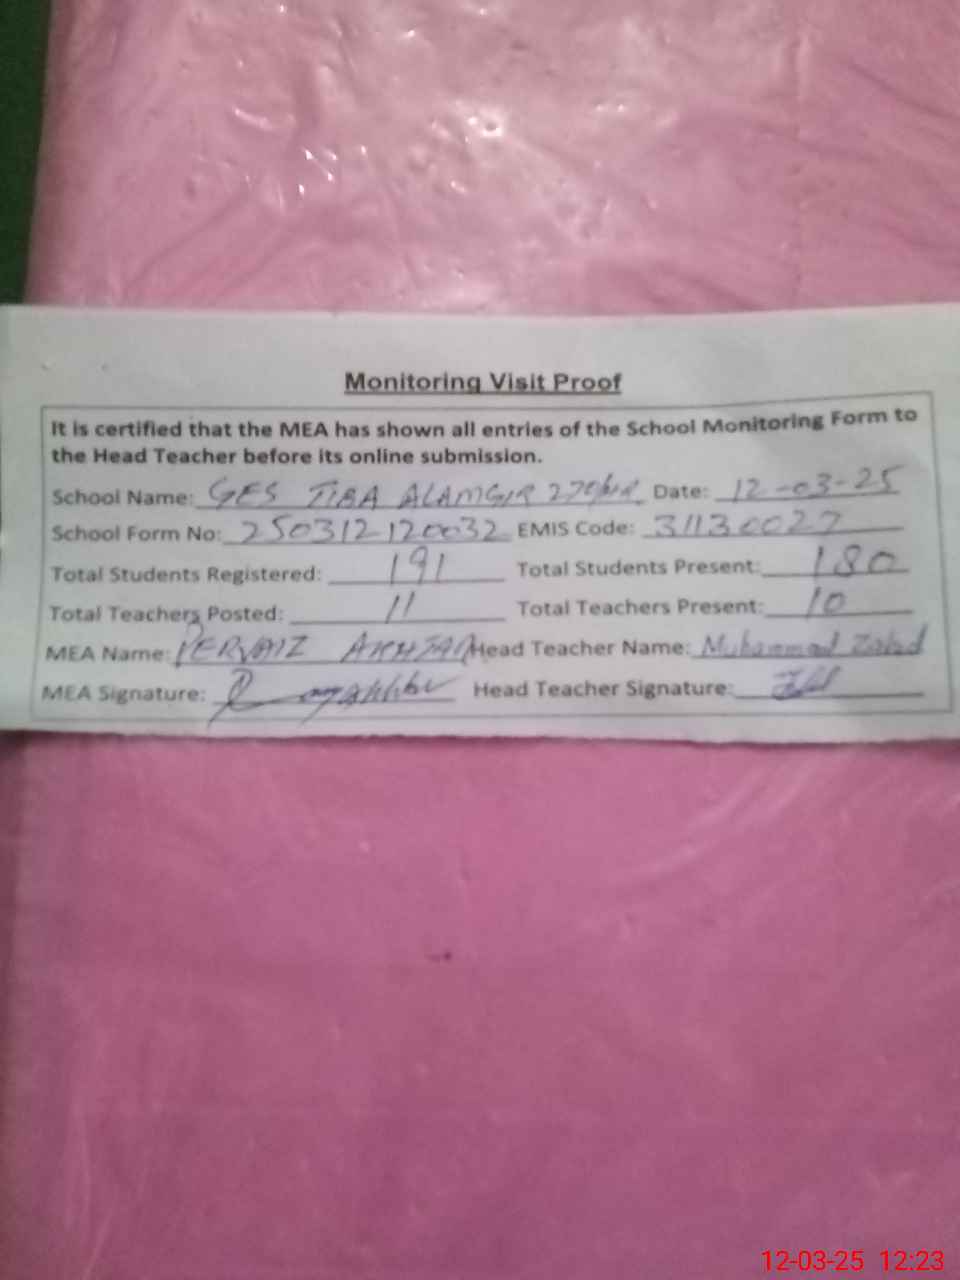 Monitoring Visit Proof
It is certified that the MEA has shown all entries of the School Monitoring Form to
the Head Teacher before its online submission.
School Name: GES TIBA ALAMGIR Date: 12-03-25
School Form No: 250312120032 EMIS Code: 31130027
Total Students Registered: 191 Total Students Present: 180
Total Teachers Posted: 11 Total Teachers Present: 10
MEA Name: PERVAIZ AKHTAR Head Teacher Name: Muhammad Zahid
MEA Signature: Head Teacher Signature:
12-03-25 12:23